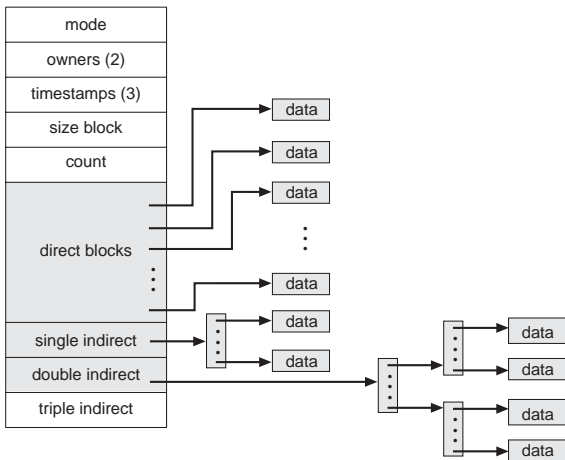 mode
owners (2)
timestamps (3)
size block
count
direct blocks
single indirect
double indirect
triple indirect
data
data
data
data
data
data
data
data
data
data